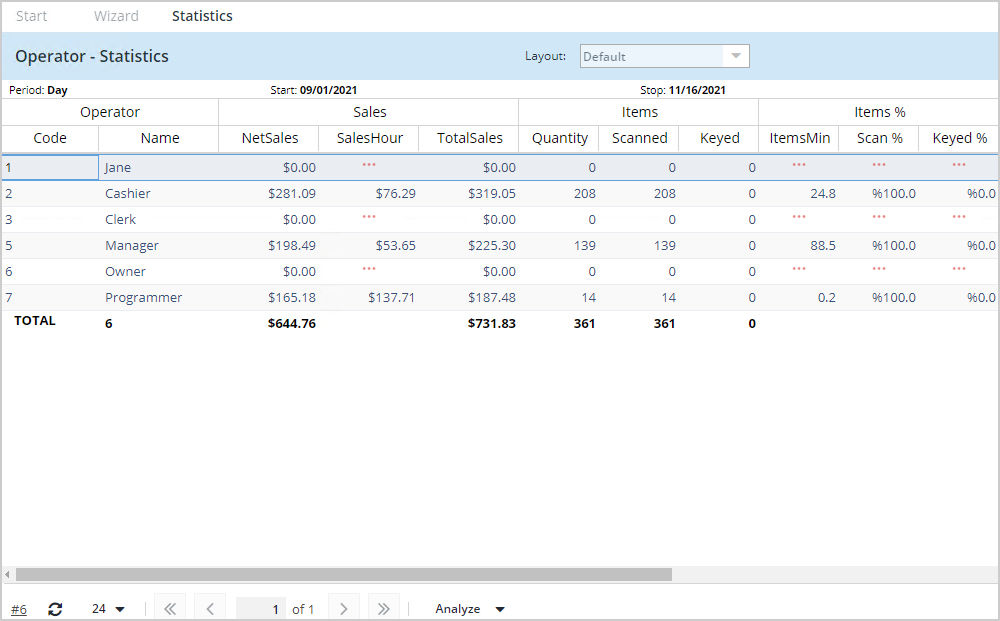 Start Wizard Statistics
Operator - Statistics Layout: Default
Period: Day Start: 09/01/2021 Stop: 11/16/2021
Operator Sales Items Items %
Code Name NetSales SalesHour TotalSales Quantity Scanned Keyed ItemsMin Scan % Keyed %
1 Jane $0.00 *** $0.00 0 0 0 *** *** ***
2 Cashier $281.09 $76.29 $319.05 208 208 0 24.8 %100.0 %0.0
3 Clerk $0.00 *** $0.00 0 0 0 *** *** ***
5 Manager $198.49 $53.65 $225.30 139 139 0 88.5 %100.0 %0.0
6 Owner $0.00 *** $0.00 0 0 0 *** *** ***
7 Programmer $165.18 $137.71 $187.48 14 14 0 0.2 %100.0 %0.0
TOTAL 6 $644.76 $731.83 361 361 0
#6 24 1 of 1 Analyze